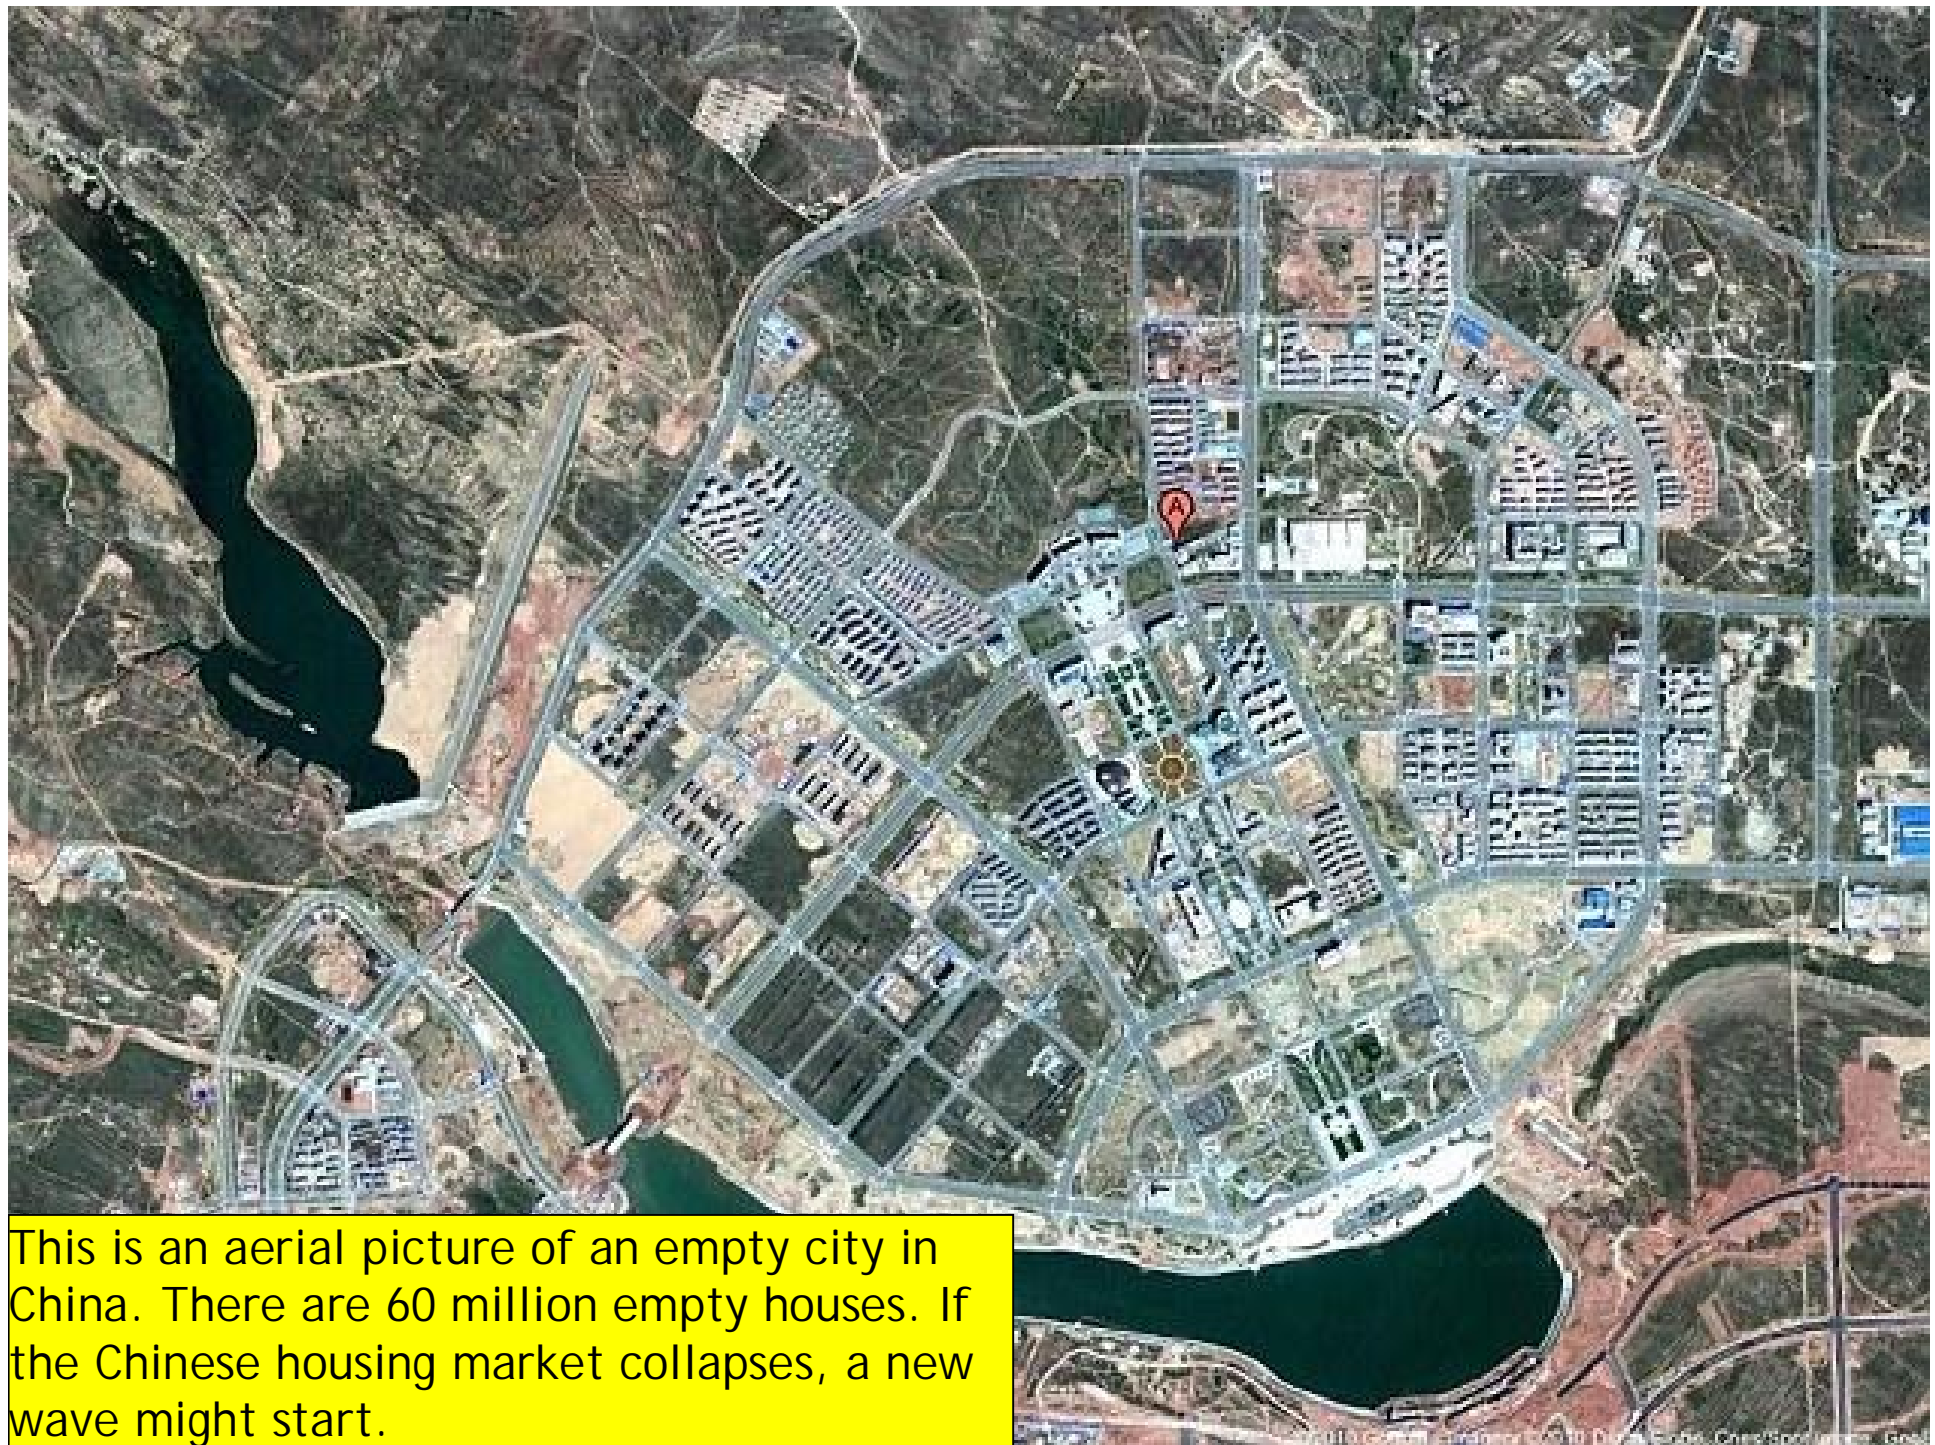 A
This is an aerial picture of an empty city in
China. There are 60 million empty houses. If
the Chinese housing market collapses, a new
wave might start.